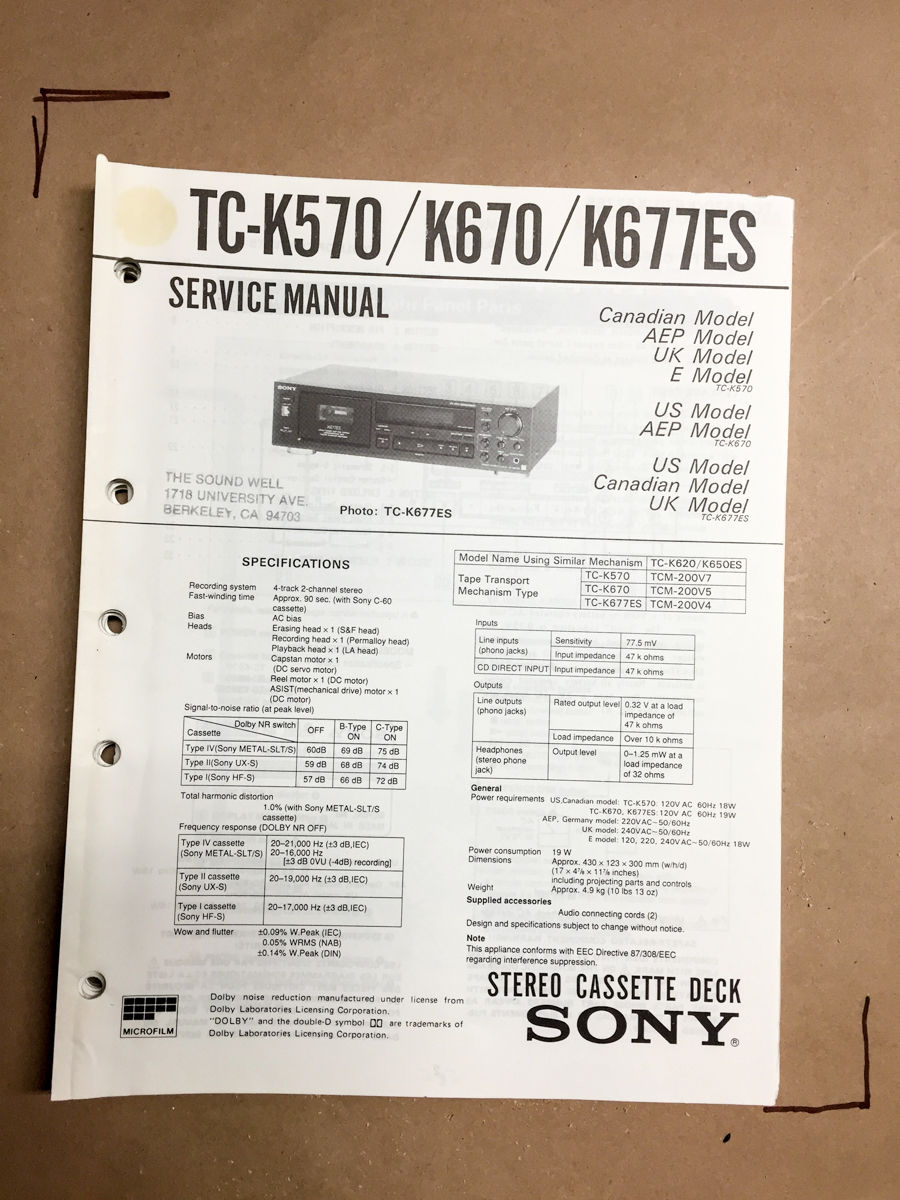 TC-K570/K670/K677ES
SERVICE MANUAL
Canadian Model
AEP Model
UK Model
E Model
TC-K570
US Model
AEP Model
TC-K670
US Model
Canadian Model
UK Model
TC-K677ES
SONY
THE SOUND WELL
1718 UNIVERSITY AVE.
BERKELEY, CA 94703
Photo: TC-K677ES
SPECIFICATIONS
Recording system 4-track 2-channel stereo
Fast-winding time Approx. 90 sec. (with Sony C-60
cassette)
Bias AC bias
Heads Erasing head × 1 (S&F head)
Recording head × 1 (Permalloy head)
Playback head × 1 (LA head)
Motors Capstan motor × 1
(DC servo motor)
Reel motor × 1 (DC motor)
ASIST(mechanical drive) motor × 1
(DC motor)
Signal-to-noise ratio (at peak level)
Dolby NR switch OFF B-Type ON C-Type ON
Cassette
Type IV(Sony METAL-SLT/S) 60dB 69 dB 75 dB
Type II(Sony UX-S) 59 dB 68 dB 74 dB
Type I(Sony HF-S) 57 dB 66 dB 72 dB
Total harmonic distortion
1.0% (with Sony METAL-SLT/S
cassette)
Frequency response (DOLBY NR OFF)
Type IV cassette 20–21,000 Hz (±3 dB,IEC)
(Sony METAL-SLT/S) 20–16,000 Hz
[±3 dB 0VU (-4dB) recording]
Type II cassette 20–19,000 Hz (±3 dB,IEC)
(Sony UX-S)
Type I cassette 20–17,000 Hz (±3 dB,IEC)
(Sony HF-S)
Wow and flutter ±0.09% W.Peak (IEC)
0.05% WRMS (NAB)
±0.14% W.Peak (DIN)
Model Name Using Similar Mechanism TC-K620/K650ES
Tape Transport Mechanism Type TC-K570 TCM-200V7
TC-K670 TCM-200V5
TC-K677ES TCM-200V4
Inputs
Line inputs Sensitivity 77.5 mV
(phono jacks) Input impedance 47 k ohms
CD DIRECT INPUT Input impedance 47 k ohms
Outputs
Line outputs Rated output level 0.32 V at a load
(phono jacks) impedance of
47 k ohms
Load impedance Over 10 k ohms
Headphones Output level 0–1.25 mW at a
(stereo phone load impedance
jack) of 32 ohms
General
Power requirements US,Canadian model: TC-K570: 120V AC 60Hz 18W
TC-K670, K677ES: 120V AC 60Hz 19W
AEP, Germany model: 220VAC~50/60Hz
UK model: 240VAC~50/60Hz
E model: 120, 220, 240VAC~50/60Hz 18W
Power consumption 19 W
Dimensions Approx. 430 × 123 × 300 mm (w/h/d)
(17 × 4⅞ × 11⅞ inches)
including projecting parts and controls
Weight Approx. 4.9 kg (10 lbs 13 oz)
Supplied accessories
Audio connecting cords (2)
Design and specifications subject to change without notice.
Note
This appliance conforms with EEC Directive 87/308/EEC
regarding interference suppression.
MICROFILM
Dolby noise reduction manufactured under license from
Dolby Laboratories Licensing Corporation.
"DOLBY" and the double-D symbol are trademarks of
Dolby Laboratories Licensing Corporation.
STEREO CASSETTE DECK
SONY®